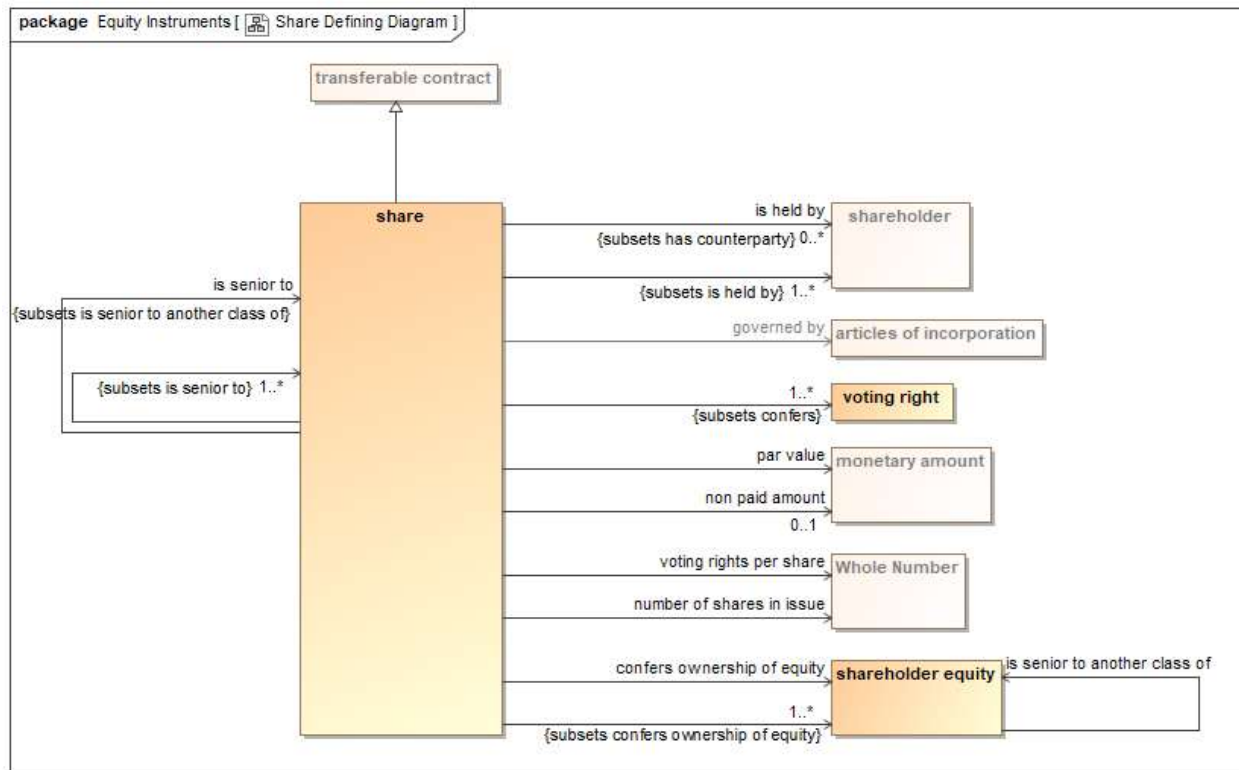 package Equity Instruments [ Share Defining Diagram ]
transferable contract
share
is held by
{subsets has counterparty} 0..*
shareholder
{subsets is held by} 1..*
is senior to
{subsets is senior to another class of}
{subsets is senior to} 1..*
governed by
articles of incorporation
1..*
{subsets confers}
voting right
par value
monetary amount
non paid amount
0..1
voting rights per share
Whole Number
number of shares in issue
confers ownership of equity
shareholder equity
is senior to another class of
1..*
{subsets confers ownership of equity}